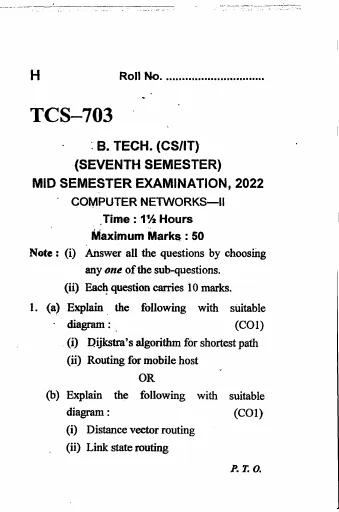 H Roll No. ..............................
TCS–703
B. TECH. (CS/IT)
(SEVENTH SEMESTER)
MID SEMESTER EXAMINATION, 2022
COMPUTER NETWORKS—II
Time : 1½ Hours
Maximum Marks : 50
Note : (i) Answer all the questions by choosing
any one of the sub-questions.
(ii) Each question carries 10 marks.
1. (a) Explain the following with suitable
diagram : (CO1)
(i) Dijkstra's algorithm for shortest path
(ii) Routing for mobile host
OR
(b) Explain the following with suitable
diagram : (CO1)
(i) Distance vector routing
(ii) Link state routing
P. T. O.